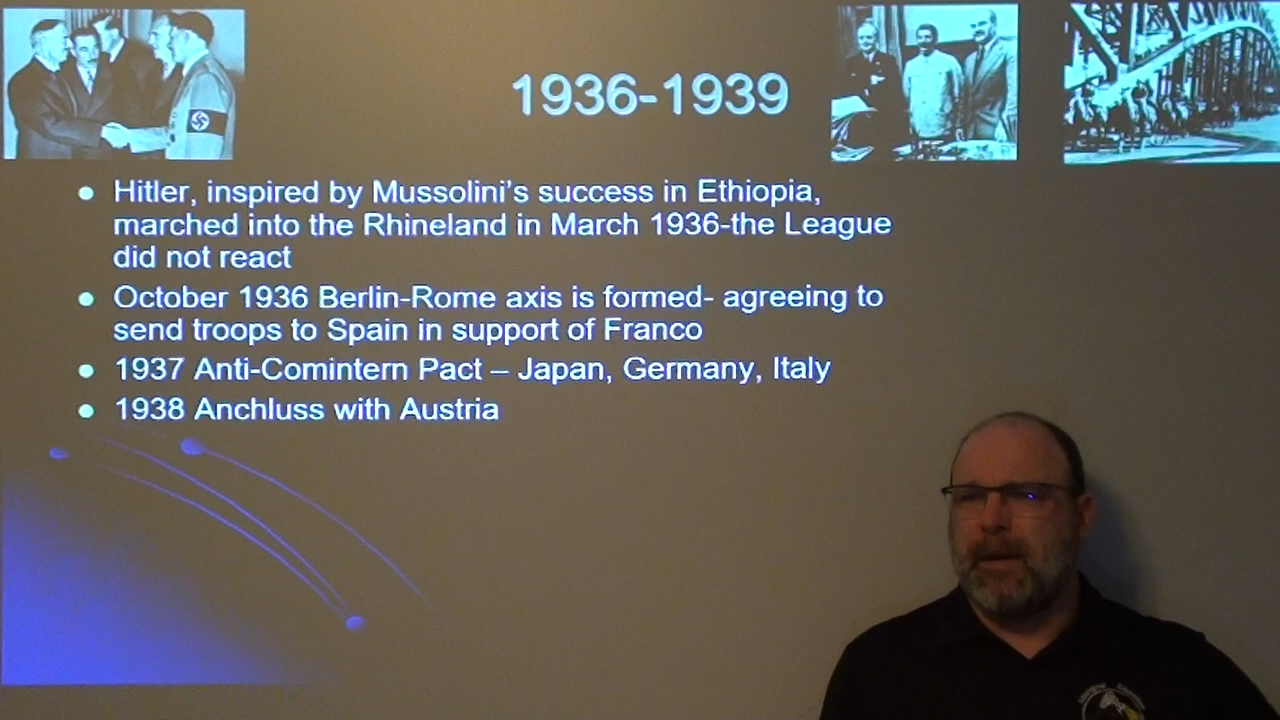 1936-1939
● Hitler, inspired by Mussolini's success in Ethiopia,
marched into the Rhineland in March 1936-the League
did not react
● October 1936 Berlin-Rome axis is formed- agreeing to
send troops to Spain in support of Franco
● 1937 Anti-Comintern Pact – Japan, Germany, Italy
● 1938 Anchluss with Austria